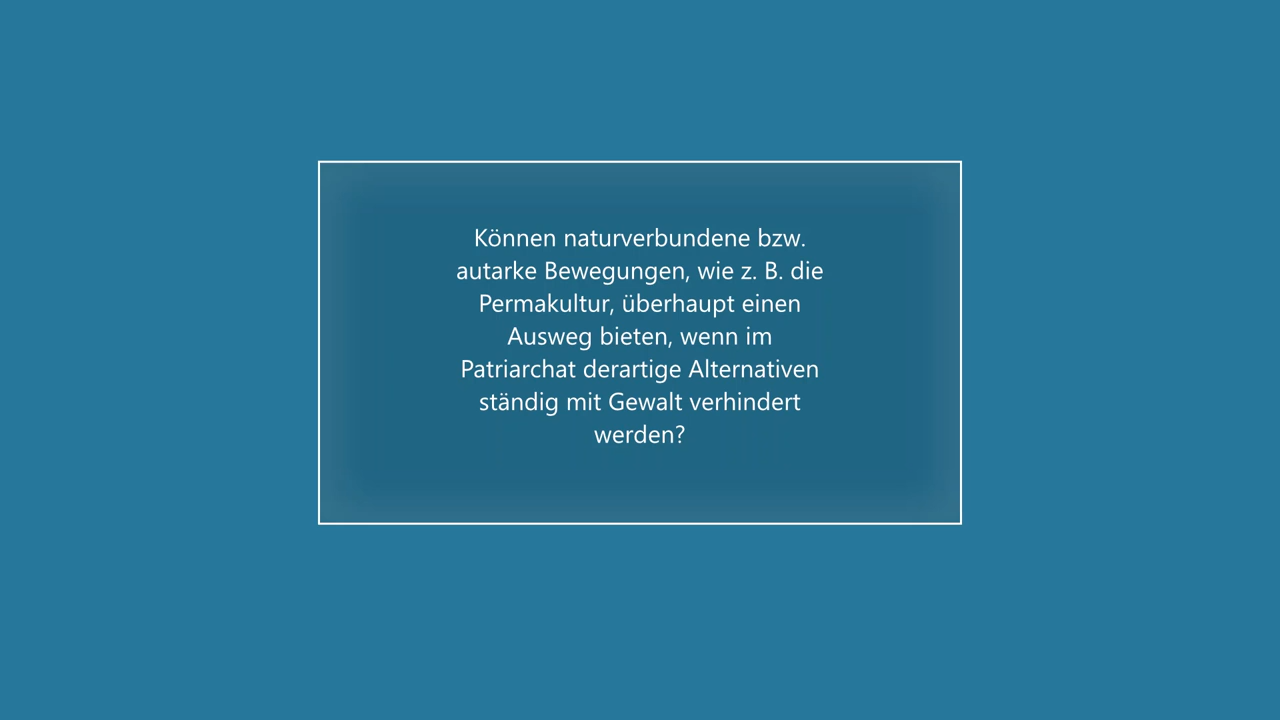 Können naturverbundene bzw.
autarke Bewegungen, wie z. B. die
Permakultur, überhaupt einen
Ausweg bieten, wenn im
Patriarchat derartige Alternativen
ständig mit Gewalt verhindert
werden?